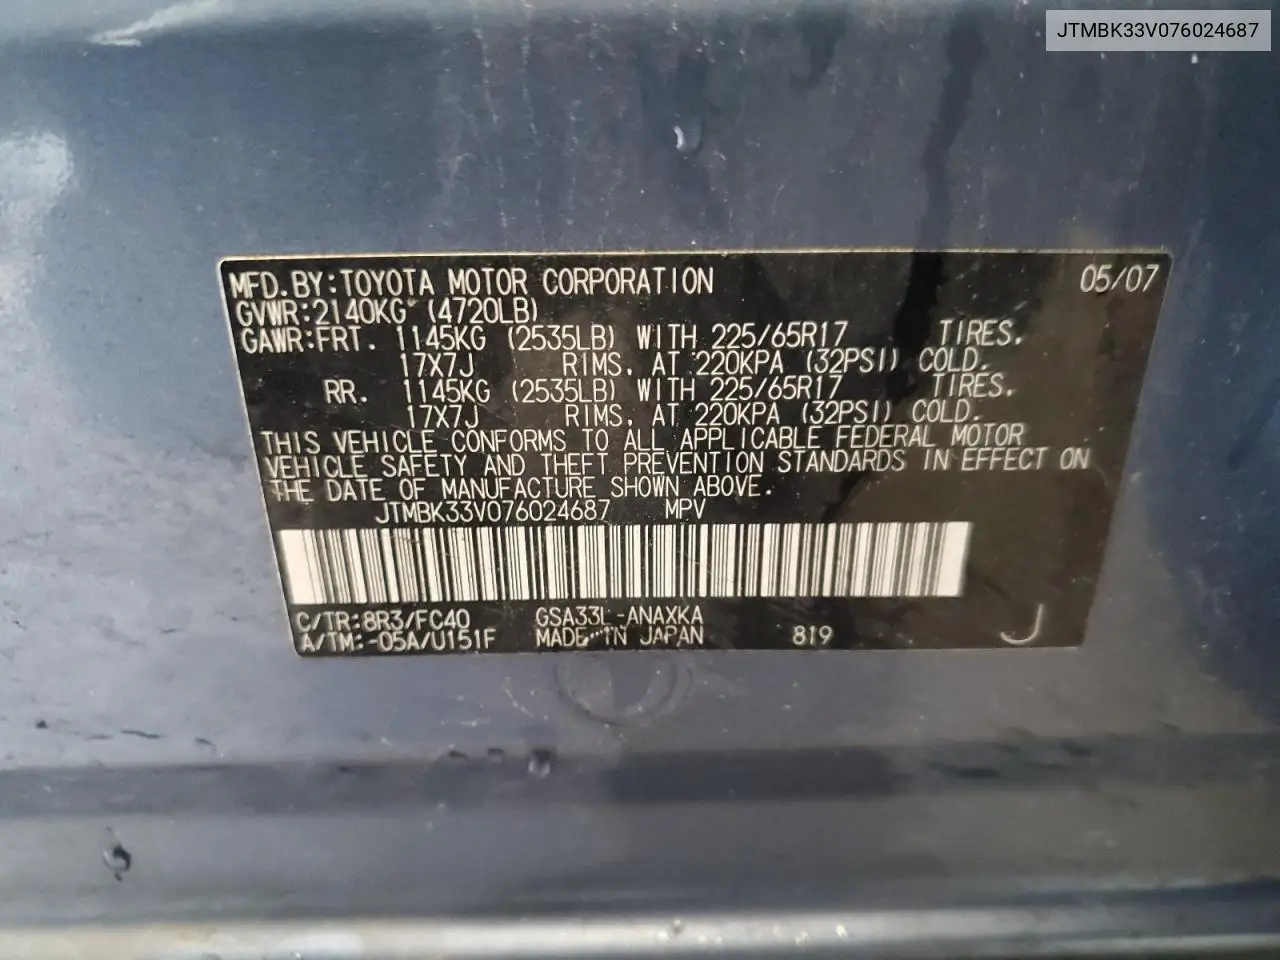 JTMBK33V076024687
MFD.BY:TOYOTA MOTOR CORPORATION 05/07
GVWR:2140KG (4720LB)
GAWR:FRT. 1145KG (2535LB) WITH 225/65R17 TIRES,
17X7J RIMS, AT 220KPA (32PSI) COLD.
RR. 1145KG (2535LB) WITH 225/65R17 TIRES,
17X7J RIMS, AT 220KPA (32PSI) COLD.
THIS VEHICLE CONFORMS TO ALL APPLICABLE FEDERAL MOTOR
VEHICLE SAFETY AND THEFT PREVENTION STANDARDS IN EFFECT ON
THE DATE OF MANUFACTURE SHOWN ABOVE.
JTMBK33V076024687 MPV
C/TR:8R3/FC40 GSA33L-ANAXKA
A/TM:-05A/U151F MADE IN JAPAN 819 J